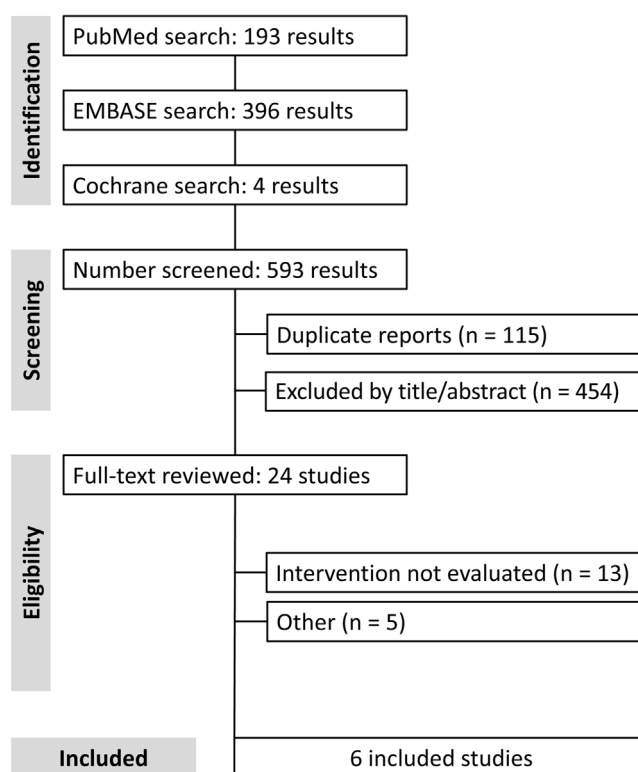 Identification
PubMed search: 193 results
EMBASE search: 396 results
Cochrane search: 4 results
Screening
Number screened: 593 results
Duplicate reports (n = 115)
Excluded by title/abstract (n = 454)
Eligibility
Full-text reviewed: 24 studies
Intervention not evaluated (n = 13)
Other (n = 5)
Included
6 included studies